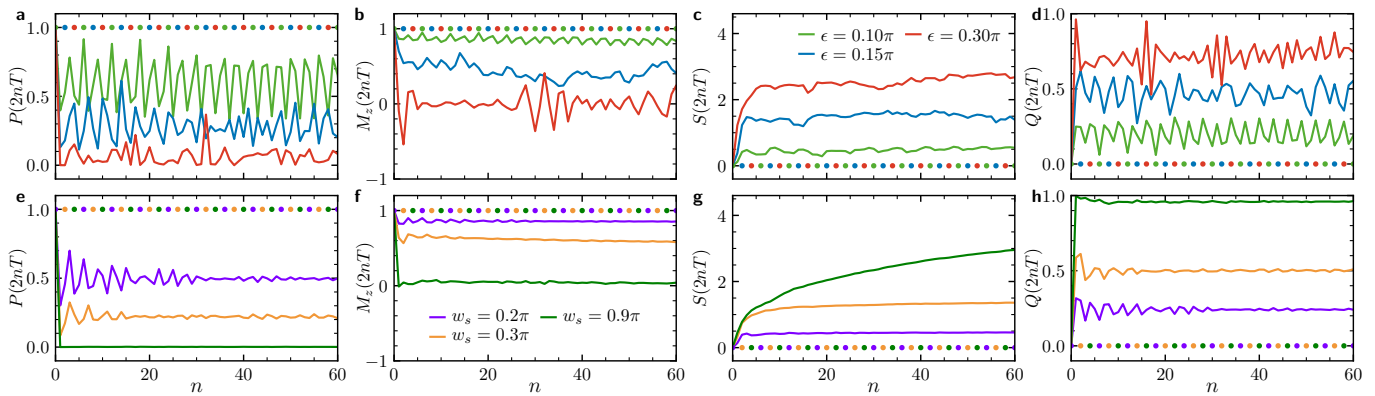 a b c d
P(2nT) 1.0 0.5 0.0
M_z(2nT) 1 0 −1
S(2nT) 4 2 0
ϵ = 0.10π ϵ = 0.30π
ϵ = 0.15π
Q(2nT) 1.0 0.5 0.0
e f g h
P(2nT) 1.0 0.5 0.0
0 20 40 60
n
M_z(2nT) 1 0 −1
w_s = 0.2π w_s = 0.9π
w_s = 0.3π
0 20 40 60
n
S(2nT) 4 2 0
0 20 40 60
n
Q(2nT) 1.0 0.5 0.0
0 20 40 60
n